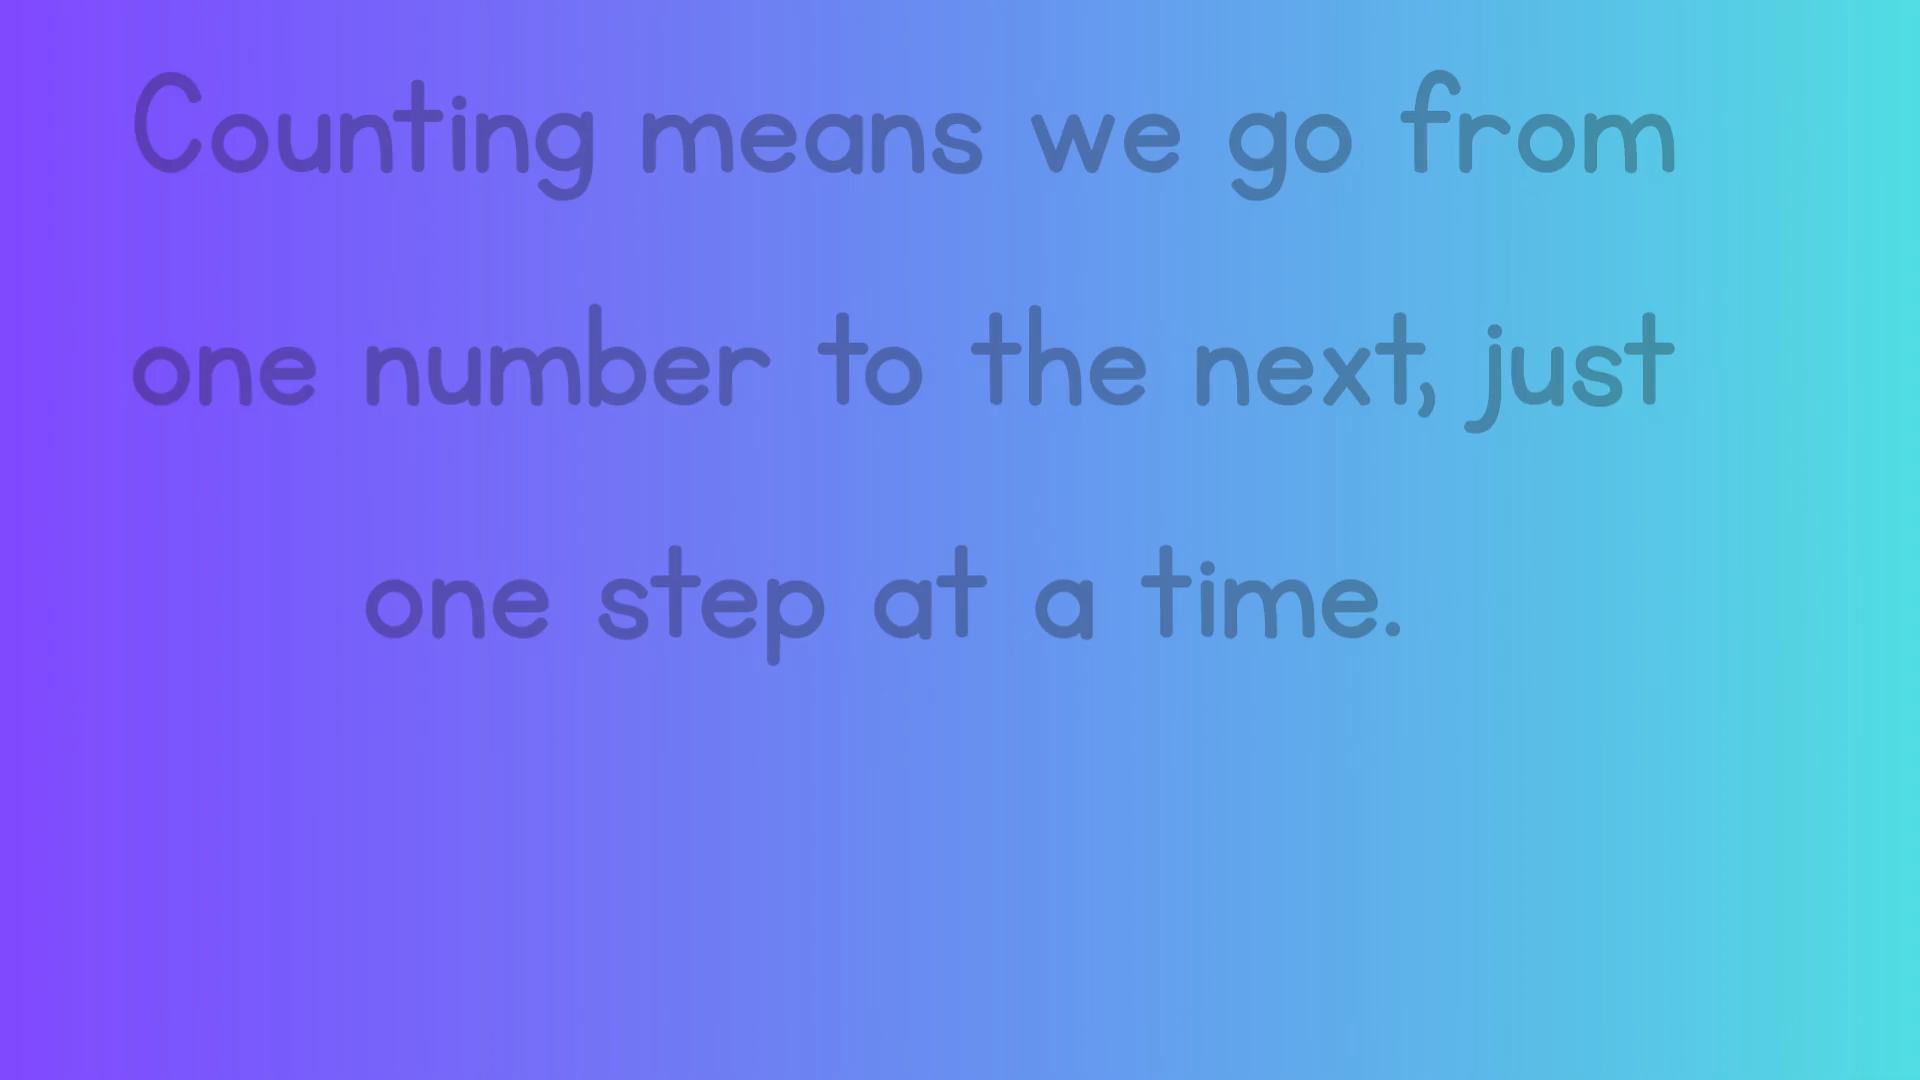 Counting means we go from
one number to the next, just
one step at a time.